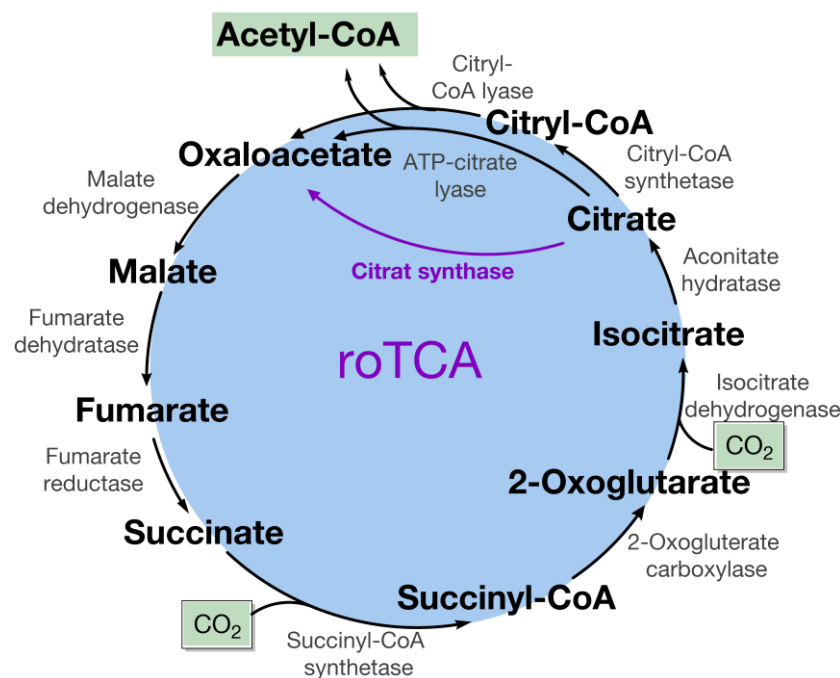 Acetyl-CoA
Citryl-
CoA lyase
Citryl-CoA
Oxaloacetate
ATP-citrate
lyase
Citryl-CoA
synthetase
Malate
dehydrogenase
Citrate
Citrat synthase
Malate
Aconitate
hydratase
Fumarate
dehydratase
Isocitrate
roTCA
Isocitrate
dehydrogenase
Fumarate
CO2
Fumarate
reductase
2-Oxoglutarate
Succinate
2-Oxogluterate
carboxylase
Succinyl-CoA
CO2
Succinyl-CoA
synthetase